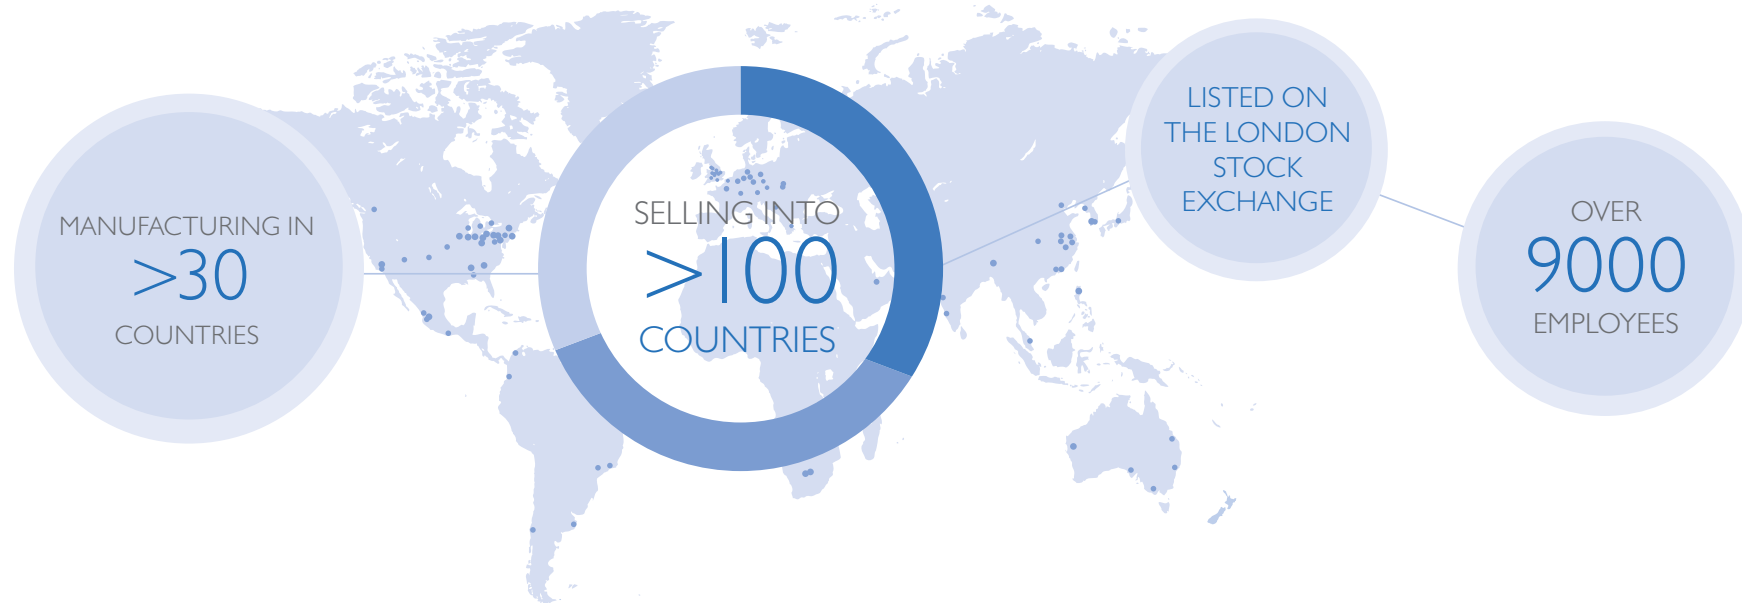 MANUFACTURING IN
>30
COUNTRIES
SELLING INTO
>100
COUNTRIES
LISTED ON
THE LONDON
STOCK
EXCHANGE
OVER
9000
EMPLOYEES